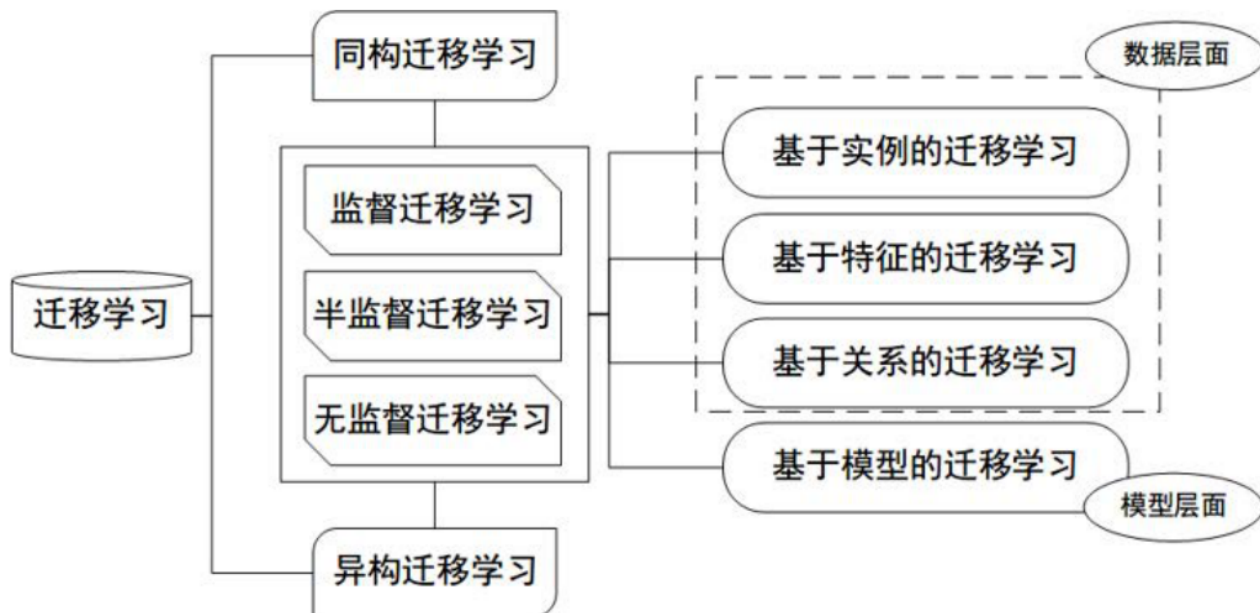 迁移学习
同构迁移学习
监督迁移学习
半监督迁移学习
无监督迁移学习
异构迁移学习
数据层面
基于实例的迁移学习
基于特征的迁移学习
基于关系的迁移学习
基于模型的迁移学习
模型层面